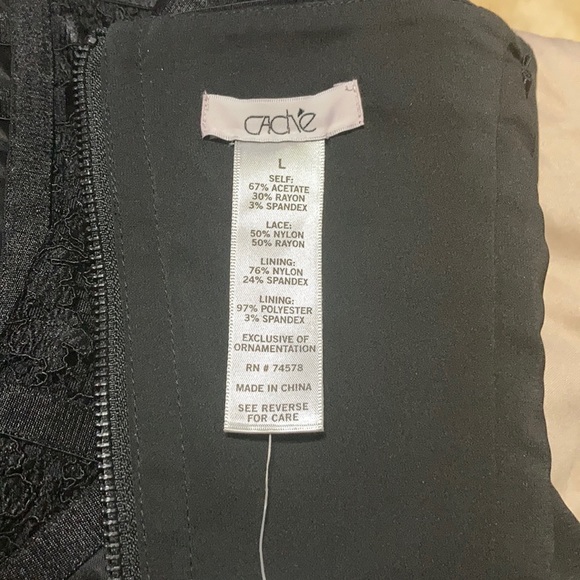 CACHÉ
L
SELF:
67% ACETATE
30% RAYON
3% SPANDEX
LACE:
50% NYLON
50% RAYON
LINING:
76% NYLON
24% SPANDEX
LINING:
97% POLYESTER
3% SPANDEX
EXCLUSIVE OF
ORNAMENTATION
RN # 74578
MADE IN CHINA
SEE REVERSE
FOR CARE